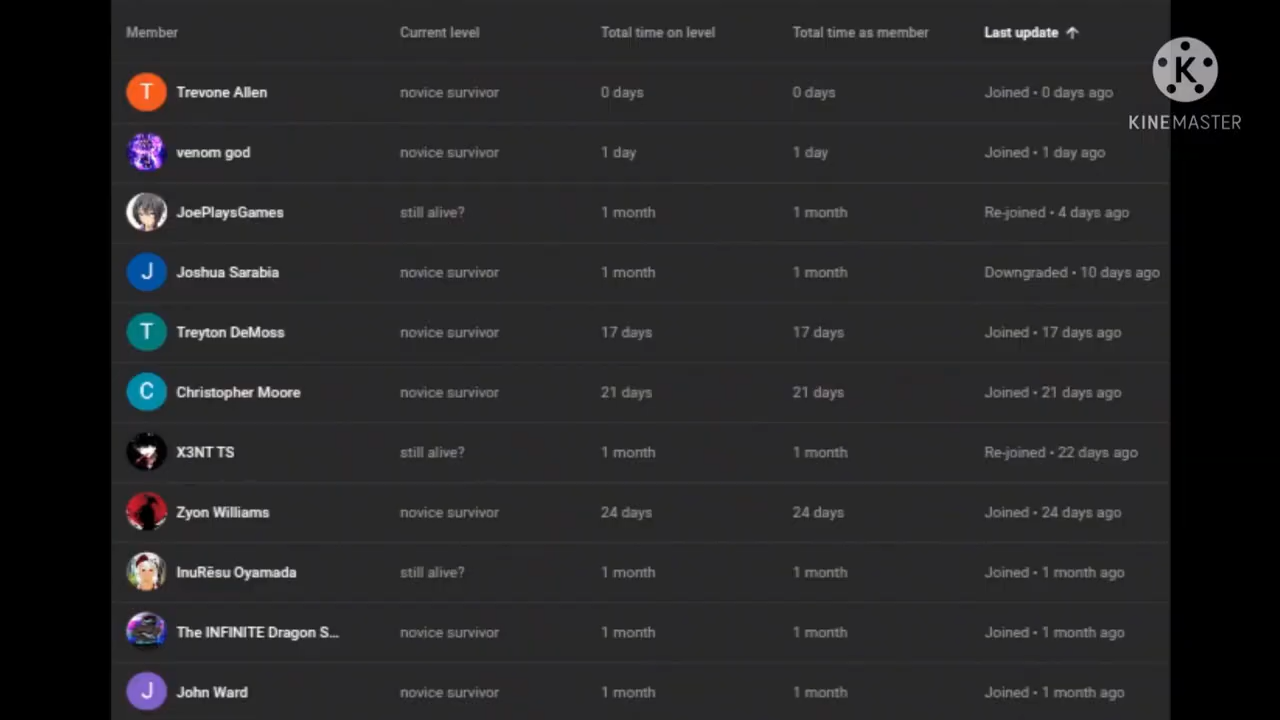 Member Current level Total time on level Total time as member Last update ↑
T Trevone Allen novice survivor 0 days 0 days Joined • 0 days ago
venom god novice survivor 1 day 1 day Joined • 1 day ago
JoePlaysGames still alive? 1 month 1 month Re-joined • 4 days ago
J Joshua Sarabia novice survivor 1 month 1 month Downgraded • 10 days ago
T Treyton DeMoss novice survivor 17 days 17 days Joined • 17 days ago
C Christopher Moore novice survivor 21 days 21 days Joined • 21 days ago
X3NT TS still alive? 1 month 1 month Re-joined • 22 days ago
Zyon Williams novice survivor 24 days 24 days Joined • 24 days ago
InuRēsu Oyamada still alive? 1 month 1 month Joined • 1 month ago
The INFINITE Dragon S... novice survivor 1 month 1 month Joined • 1 month ago
J John Ward novice survivor 1 month 1 month Joined • 1 month ago
K
KINEMASTER